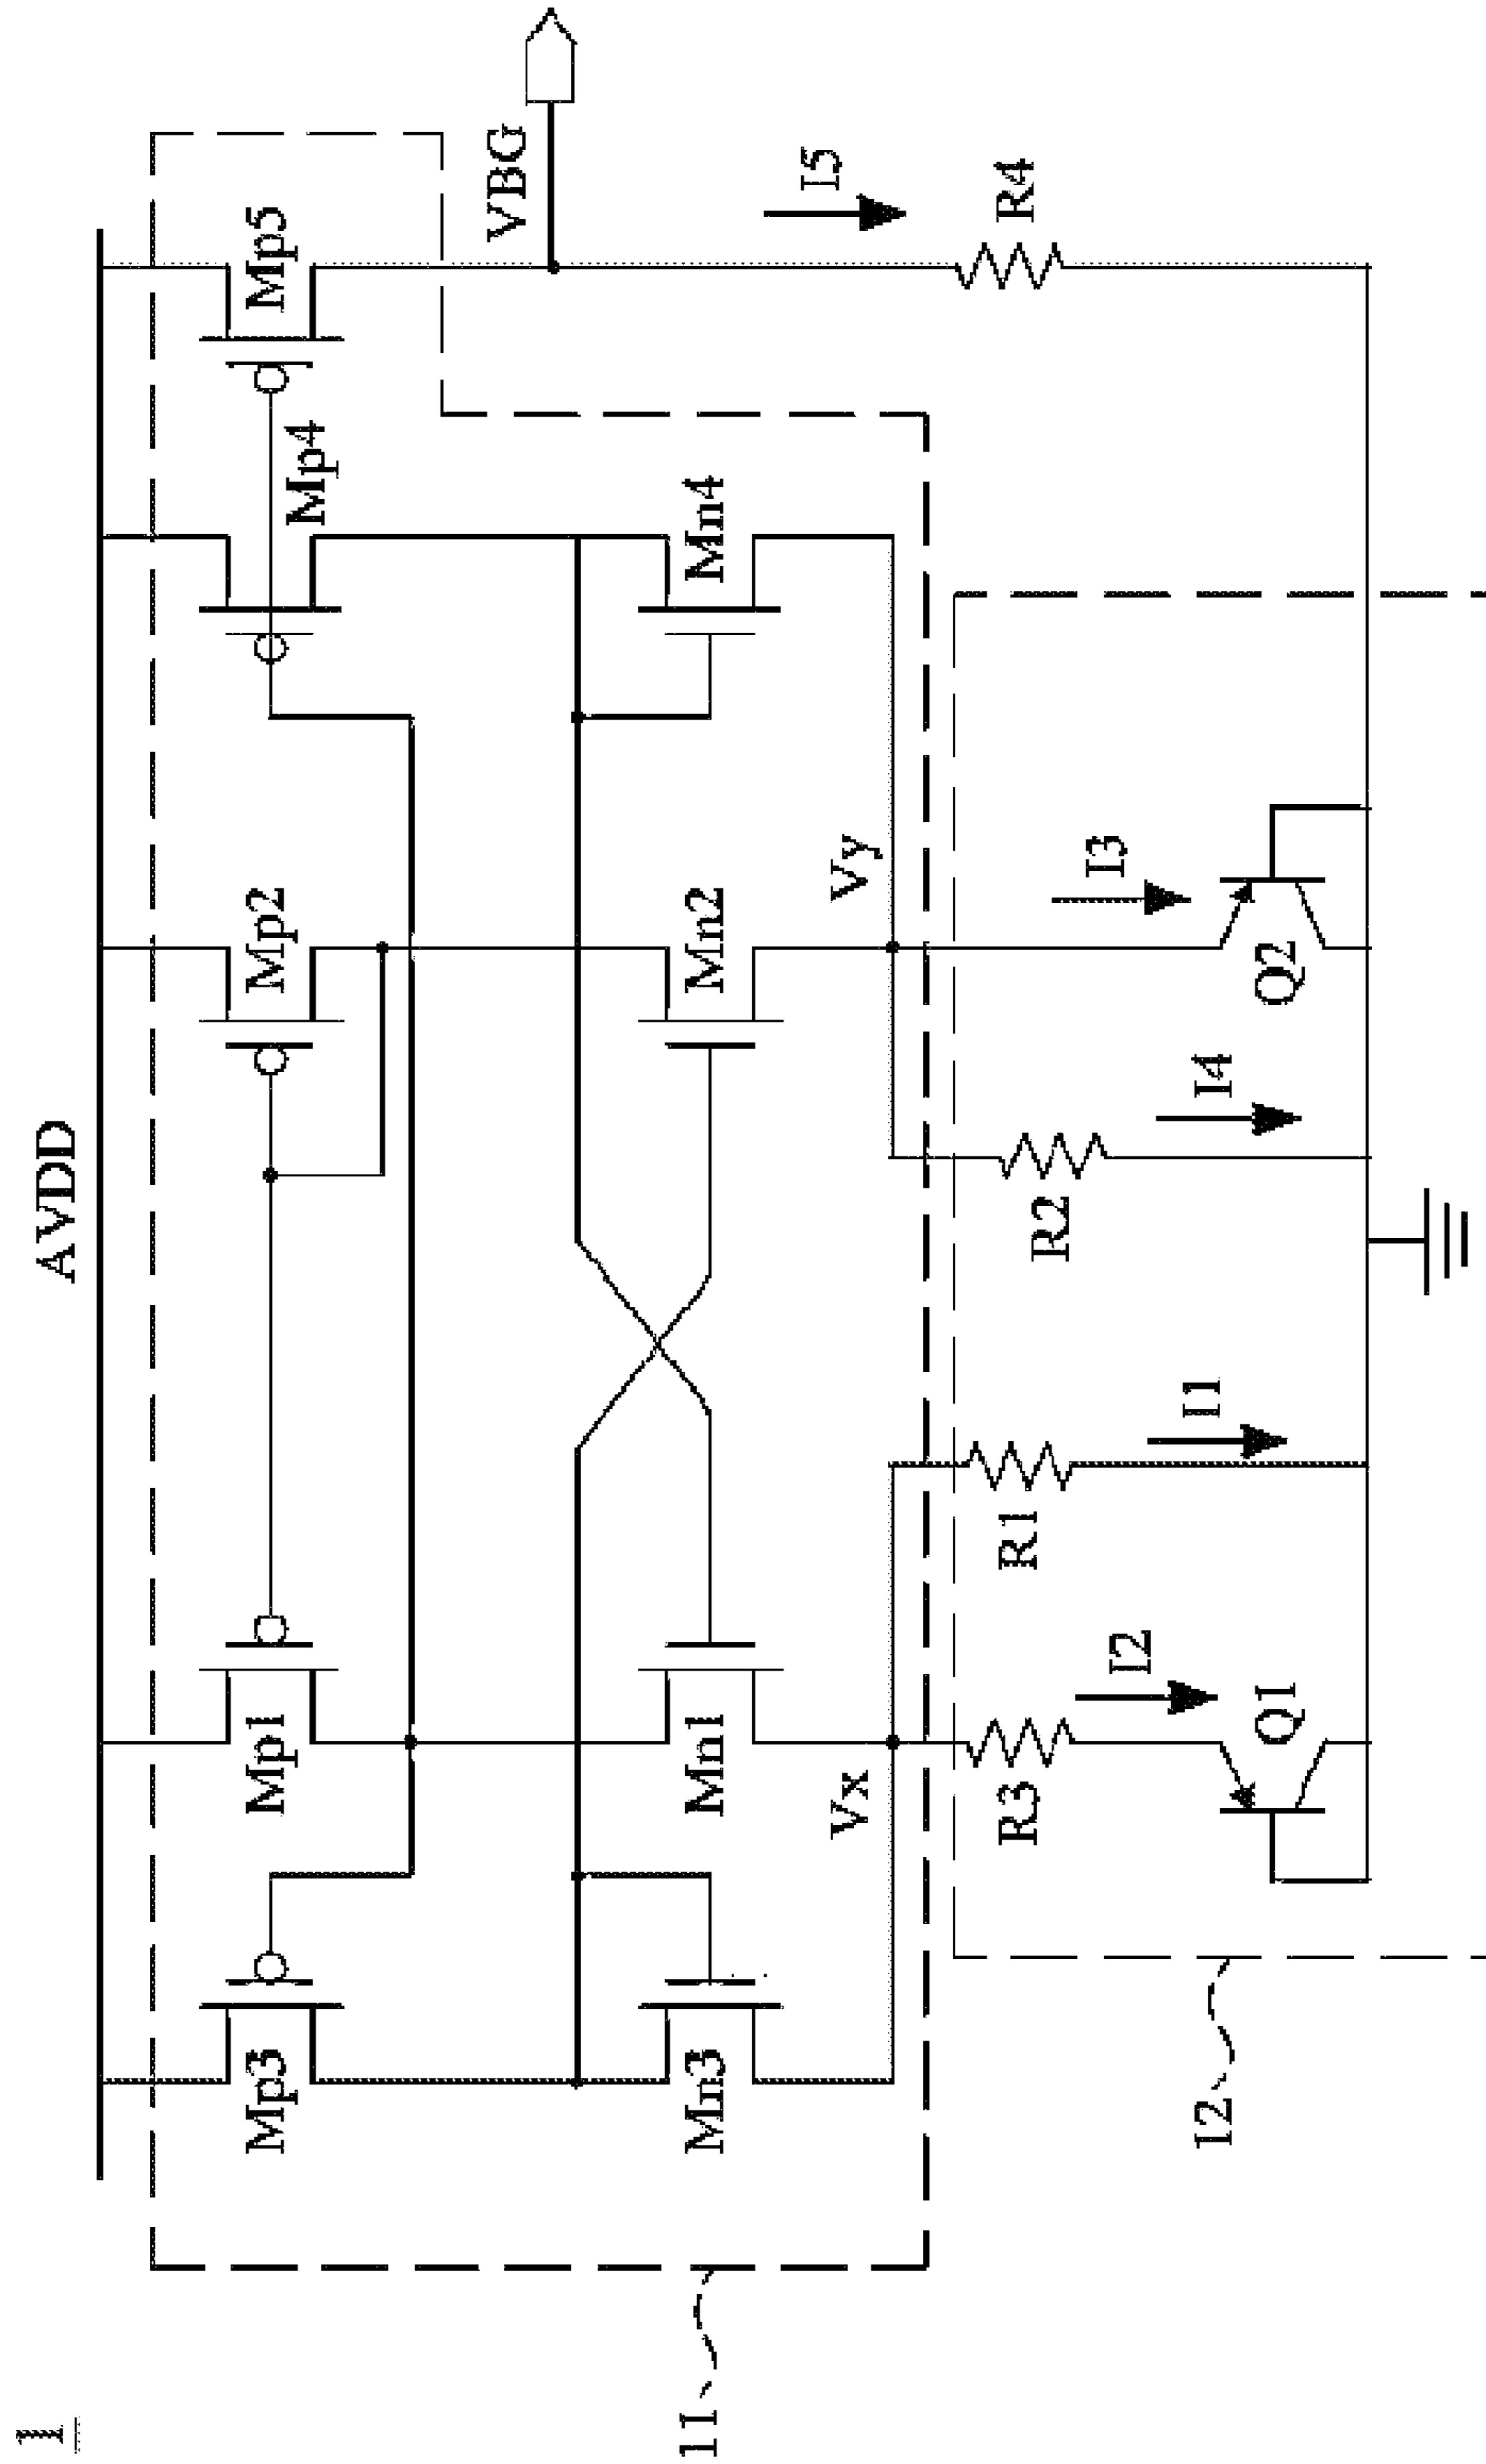 1
AVDD
Mp3
Mp1
Mp2
Mp4
Mp5
VBG
11
Mn3
Mn1
Mn2
Mn4
Vx
Vy
I5
R3
R1
R2
R4
I2
I1
I4
I3
12
Q1
Q2